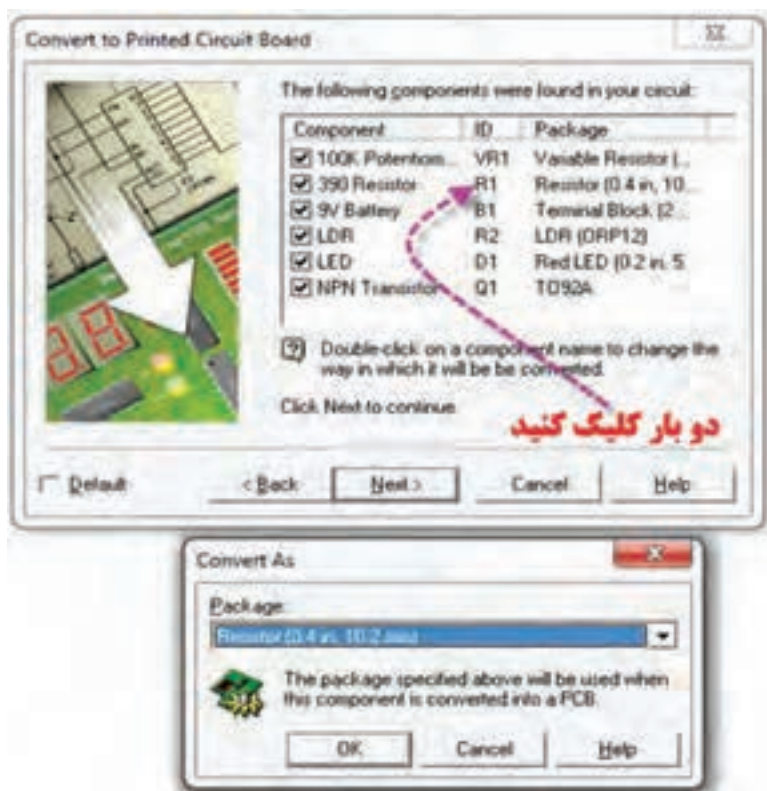 Convert to Printed Circuit Board
The following components were found in your circuit:
Component ID Package
100K Potentiom... VR1 Variable Resistor (...
390 Resistor R1 Resistor (0.4 in, 10...
9V Battery B1 Terminal Block (2...
LDR R2 LDR (ORP12)
LED D1 Red LED (0.2 in, 5...
NPN Transistor Q1 TO92A
Double-click on a component name to change the
way in which it will be be converted.
Click Next to continue
دو بار کلیک کنید
Default < Back Next > Cancel Help
Convert As
Package:
Resistor (0.4 in, 10.2 mm)
The package specified above will be used when
this component is converted into a PCB.
OK Cancel Help